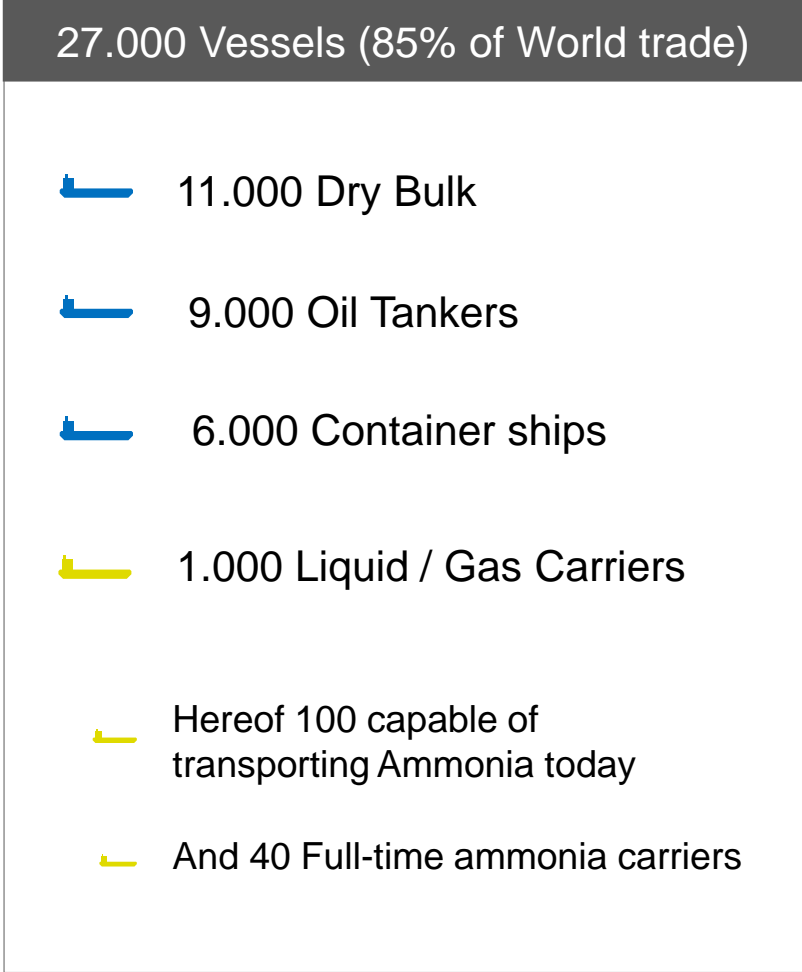 27.000 Vessels (85% of World trade)
11.000 Dry Bulk
9.000 Oil Tankers
6.000 Container ships
1.000 Liquid / Gas Carriers
Hereof 100 capable of
transporting Ammonia today
And 40 Full-time ammonia carriers